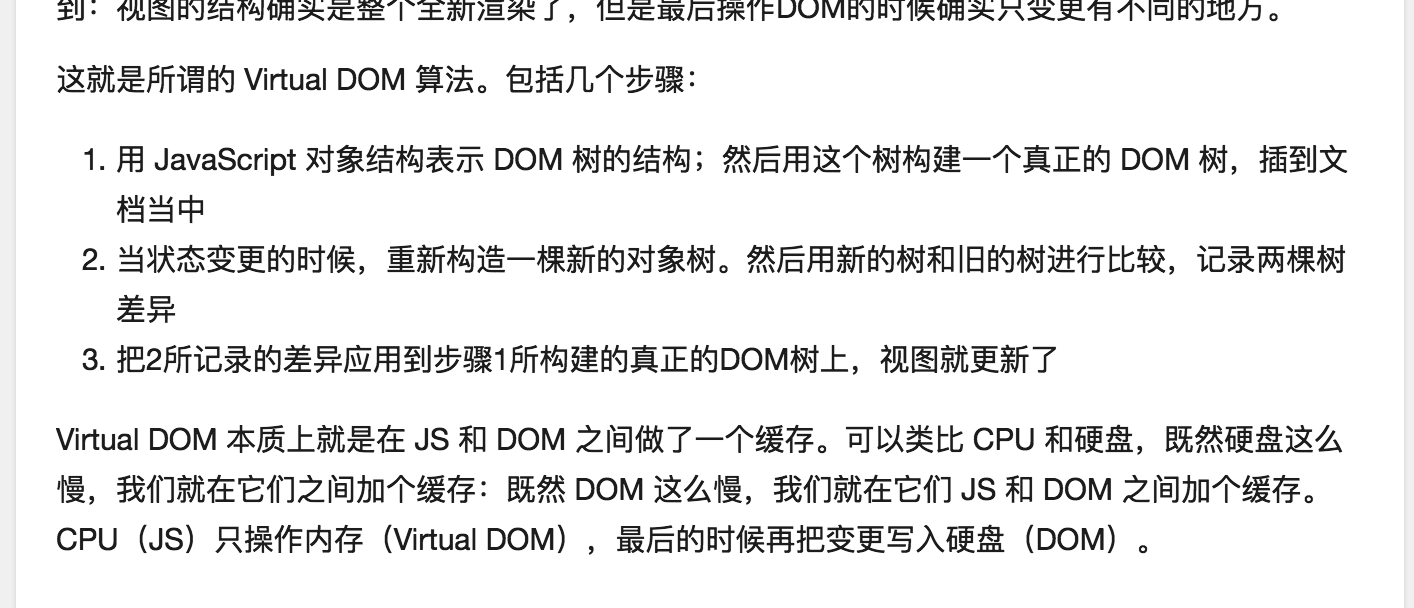 到：视图的结构确实是整个全新渲染了，但是最后操作DOM的时候确实只变更有不同的地方。
这就是所谓的 Virtual DOM 算法。包括几个步骤：
1. 用 JavaScript 对象结构表示 DOM 树的结构；然后用这个树构建一个真正的 DOM 树，插到文
档当中
2. 当状态变更的时候，重新构造一棵新的对象树。然后用新的树和旧的树进行比较，记录两棵树
差异
3. 把2所记录的差异应用到步骤1所构建的真正的DOM树上，视图就更新了
Virtual DOM 本质上就是在 JS 和 DOM 之间做了一个缓存。可以类比 CPU 和硬盘，既然硬盘这么
慢，我们就在它们之间加个缓存：既然 DOM 这么慢，我们就在它们 JS 和 DOM 之间加个缓存。
CPU（JS）只操作内存（Virtual DOM），最后的时候再把变更写入硬盘（DOM）。